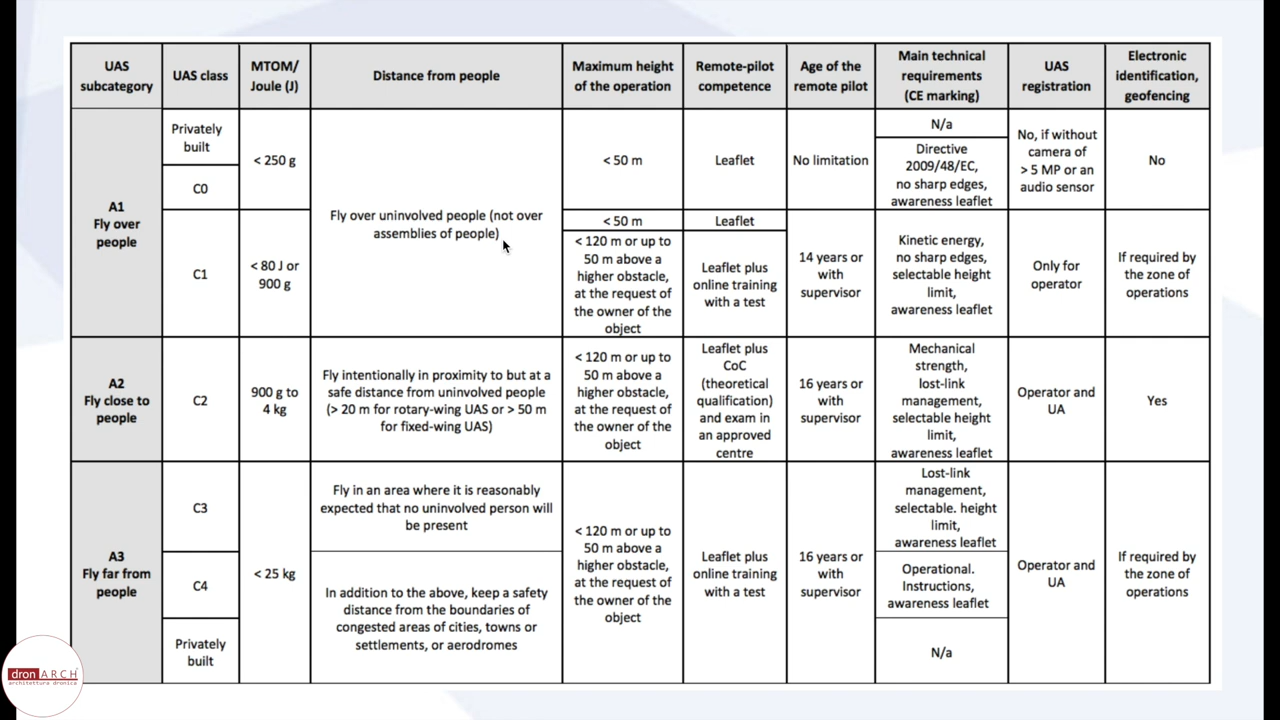 UAS
subcategory
UAS class
MTOM/
Joule (J)
Distance from people
Maximum height
of the operation
Remote-pilot
competence
Age of the
remote pilot
Main technical
requirements
(CE marking)
UAS
registration
Electronic
identification,
geofencing
A1
Fly over
people
Privately
built
C0
< 250 g
Fly over uninvolved people (not over
assemblies of people)
< 50 m
Leaflet
No limitation
N/a
Directive
2009/48/EC,
no sharp edges,
awareness leaflet
No, if without
camera of
> 5 MP or an
audio sensor
No
C1
< 80 J or
900 g
< 50 m
Leaflet
< 120 m or up to
50 m above a
higher obstacle,
at the request of
the owner of the
object
Leaflet plus
online training
with a test
14 years or
with
supervisor
Kinetic energy,
no sharp edges,
selectable height
limit,
awareness leaflet
Only for
operator
If required by
the zone of
operations
A2
Fly close to
people
C2
900 g to
4 kg
Fly intentionally in proximity to but at a
safe distance from uninvolved people
(> 20 m for rotary-wing UAS or > 50 m
for fixed-wing UAS)
< 120 m or up to
50 m above a
higher obstacle,
at the request of
the owner of the
object
Leaflet plus
CoC
(theoretical
qualification)
and exam in
an approved
centre
16 years or
with
supervisor
Mechanical
strength,
lost-link
management,
selectable height
limit,
awareness leaflet
Operator and
UA
Yes
A3
Fly far from
people
C3
C4
Privately
built
< 25 kg
Fly in an area where it is reasonably
expected that no uninvolved person will
be present
In addition to the above, keep a safety
distance from the boundaries of
congested areas of cities, towns or
settlements, or aerodromes
< 120 m or up to
50 m above a
higher obstacle,
at the request of
the owner of the
object
Leaflet plus
online training
with a test
16 years or
with
supervisor
Lost-link
management,
selectable. height
limit,
awareness leaflet
Operational.
Instructions,
awareness leaflet
N/a
Operator and
UA
If required by
the zone of
operations
dronARCH
architettura dronica